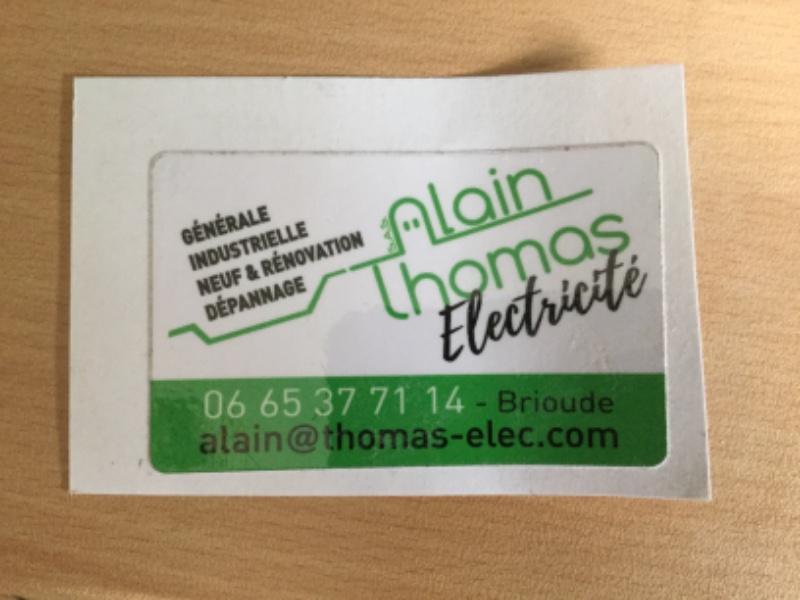 GÉNÉRALE
INDUSTRIELLE
NEUF & RÉNOVATION
DÉPANNAGE
Alain
Thomas
Electricité
06 65 37 71 14 - Brioude
alain@thomas-elec.com